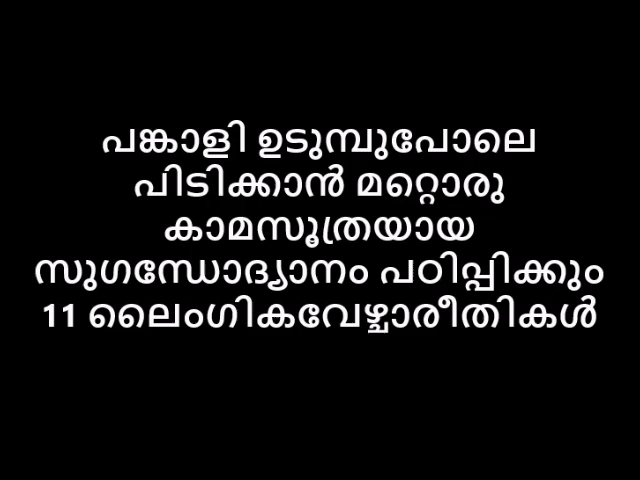 പങ്കാളി ഉടുമ്പുപോലെ
പിടിക്കാൻ മറ്റൊരു
കാമസൂത്രയായ
സുഗന്ധോദ്യാനം പഠിപ്പിക്കും
11 ലൈംഗികവേഴ്ചാരീതികൾ